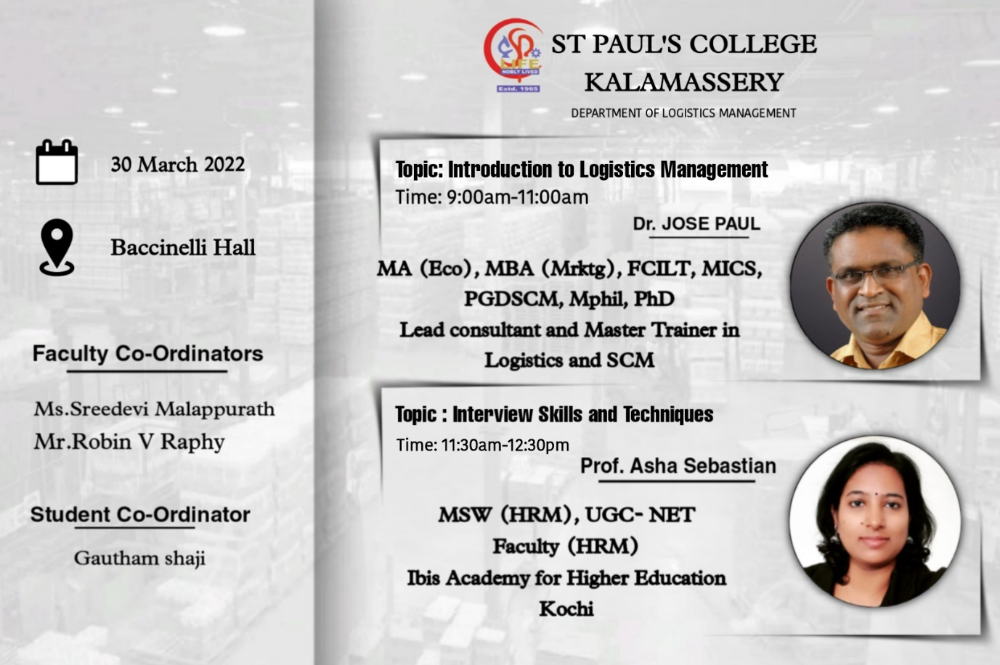 LIFE
NOBLY LIVED
Estd. 1965
ST PAUL'S COLLEGE
KALAMASSERY
DEPARTMENT OF LOGISTICS MANAGEMENT
30 March 2022
Baccinelli Hall
Faculty Co-Ordinators
Ms.Sreedevi Malappurath
Mr.Robin V Raphy
Student Co-Ordinator
Gautham shaji
Topic: Introduction to Logistics Management
Time: 9:00am-11:00am
Dr. JOSE PAUL
MA (Eco), MBA (Mrktg), FCILT, MICS,
PGDSCM, Mphil, PhD
Lead consultant and Master Trainer in
Logistics and SCM
Topic : Interview Skills and Techniques
Time: 11:30am-12:30pm
Prof. Asha Sebastian
MSW (HRM), UGC- NET
Faculty (HRM)
Ibis Academy for Higher Education
Kochi